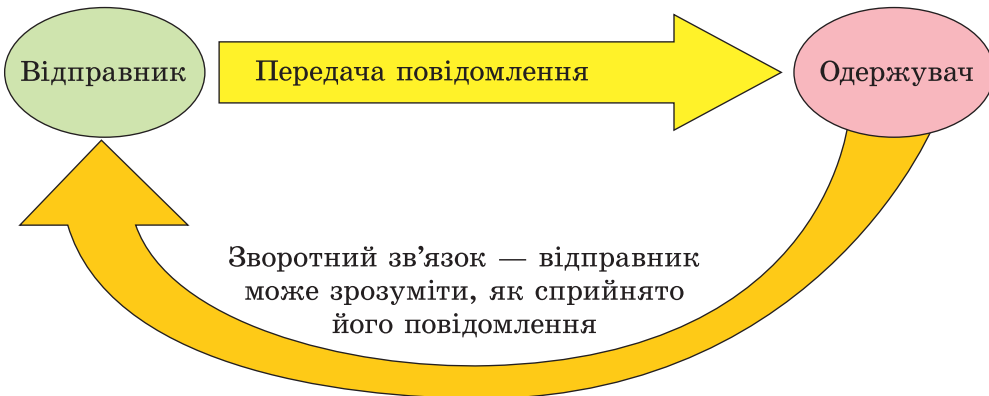 Відправник
Передача повідомлення
Одержувач
Зворотний зв’язок — відправник
може зрозуміти, як сприйнято
його повідомлення